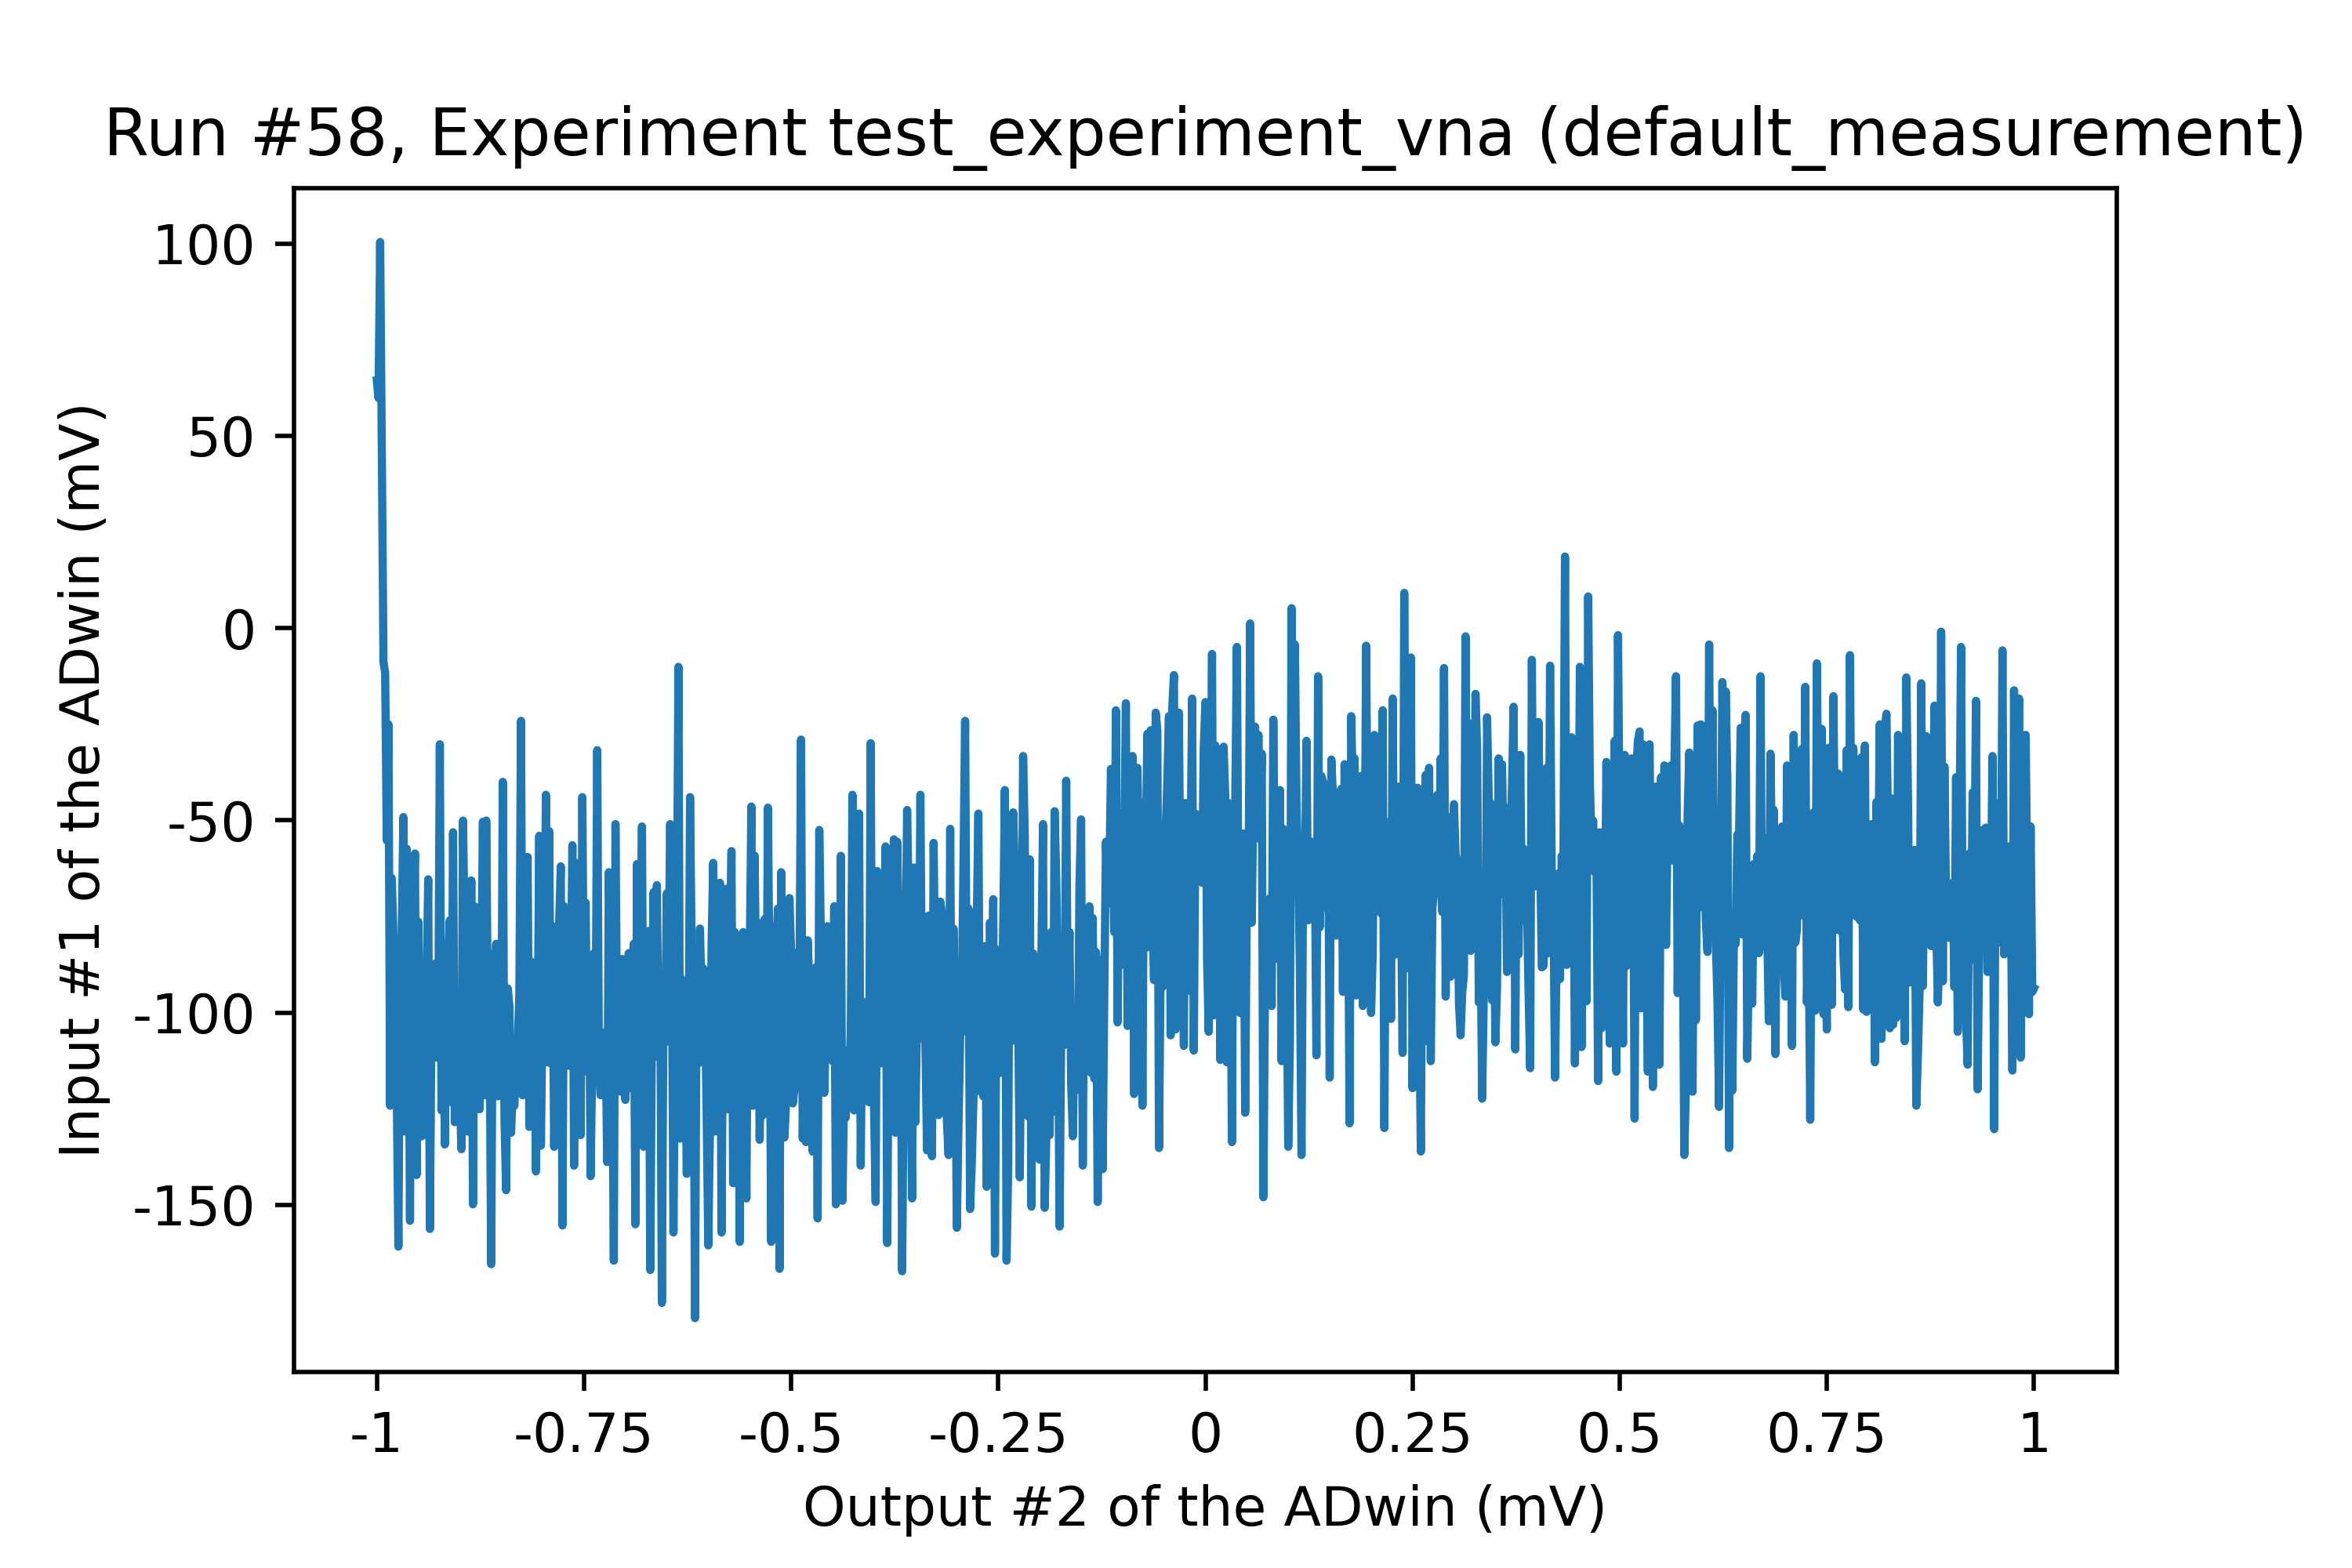 Run #58, Experiment test_experiment_vna (default_measurement)
Input #1 of the ADwin (mV)
100
50
0
-50
-100
-150
-1 -0.75 -0.5 -0.25 0 0.25 0.5 0.75 1
Output #2 of the ADwin (mV)